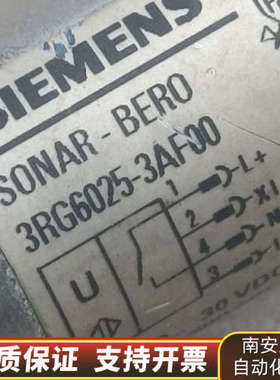 SIEMENS
SONAR-BERO
3RG6025-3AF00
1 L+
2 XI
4
3 L-
U
30 VDC
质保证 支持开票
南安
自动化